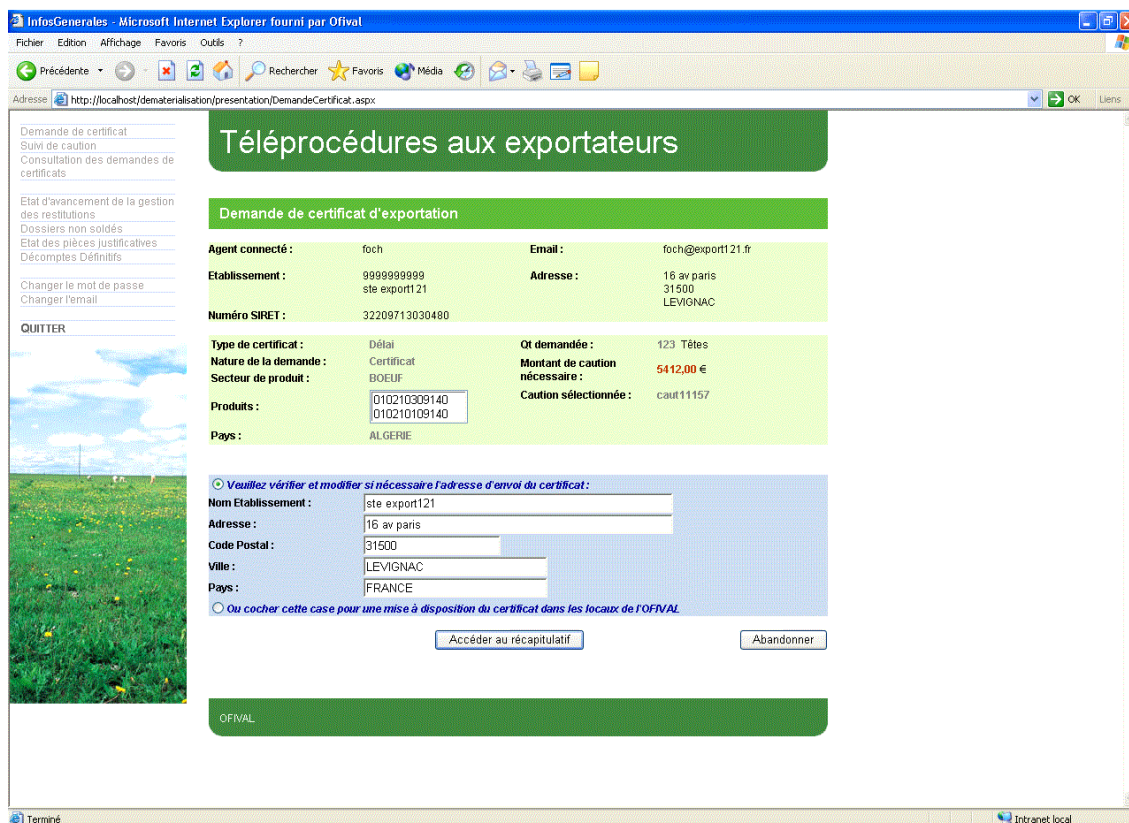 InfosGenerales - Microsoft Internet Explorer fourni par Ofival
Fichier Edition Affichage Favoris Outils ?
Précédente Rechercher Favoris Média
Adresse http://localhost/dematerialisation/presentation/DemandeCertificat.aspx OK Liens
Demande de certificat
Suivi de caution
Consultation des demandes de
certificats
Etat d'avancement de la gestion
des restitutions
Dossiers non soldés
Etat des pièces justificatives
Décomptes Définitifs
Changer le mot de passe
Changer l'email
QUITTER
Téléprocédures aux exportateurs
Demande de certificat d'exportation
Agent connecté : foch Email : foch@export121.fr
Etablissement : 9999999999 Adresse : 16 av paris
ste export121 31500
LEVIGNAC
Numéro SIRET : 32209713030480
Type de certificat : Délai Qt demandée : 123 Têtes
Nature de la demande : Certificat Montant de caution
nécessaire : 5412,00 €
Secteur de produit : BOEUF
Caution sélectionnée : caut11157
Produits : 010210309140
010210109140
Pays : ALGERIE
Veuillez vérifier et modifier si nécessaire l'adresse d'envoi du certificat :
Nom Etablissement : ste export121
Adresse : 16 av paris
Code Postal : 31500
Ville : LEVIGNAC
Pays : FRANCE
Ou cocher cette case pour une mise à disposition du certificat dans les locaux de l'OFIVAL
Accéder au récapitulatif Abandonner
OFIVAL
Terminé Intranet local